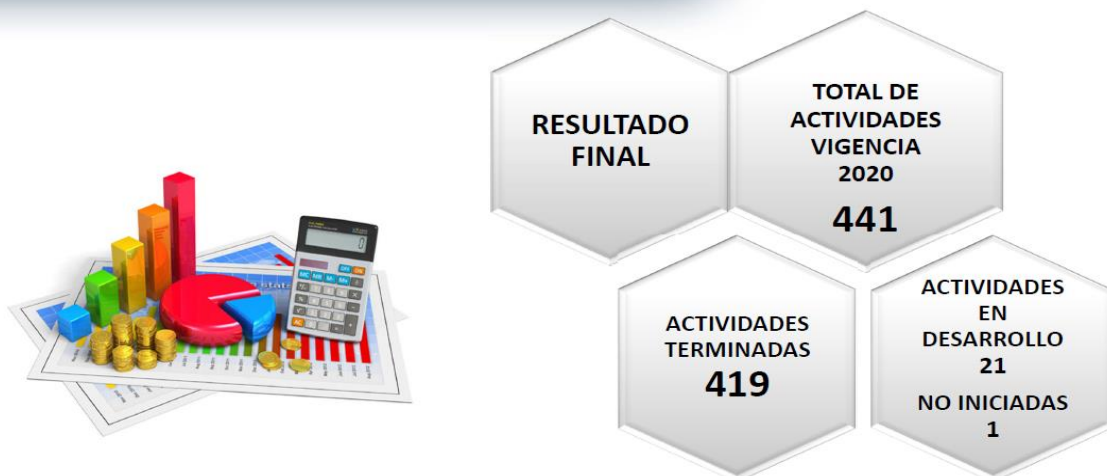 RESULTADO
FINAL
TOTAL DE
ACTIVIDADES
VIGENCIA
2020
441
ACTIVIDADES
TERMINADAS
419
ACTIVIDADES
EN
DESARROLLO
21
NO INICIADAS
1